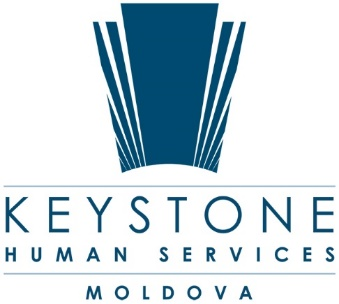 KEYSTONE
HUMAN SERVICES
MOLDOVA